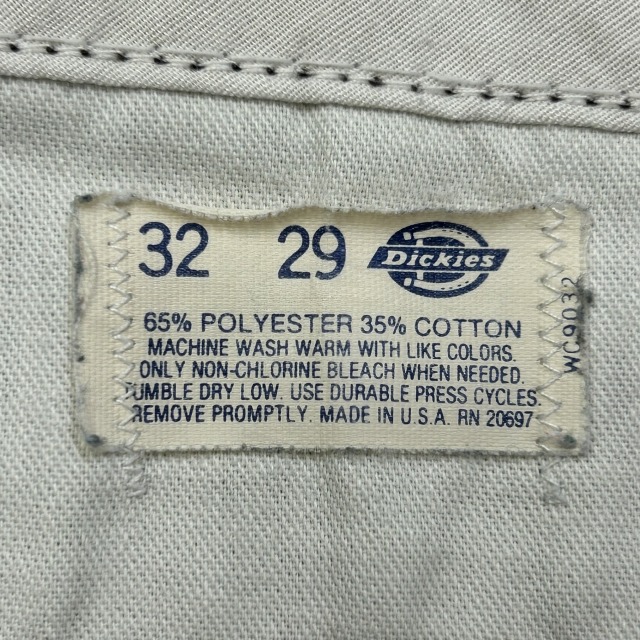 32 29 Dickies
65% POLYESTER 35% COTTON
MACHINE WASH WARM WITH LIKE COLORS.
ONLY NON-CHLORINE BLEACH WHEN NEEDED.
TUMBLE DRY LOW. USE DURABLE PRESS CYCLES.
REMOVE PROMPTLY. MADE IN U.S.A. RN 20697
WC9032